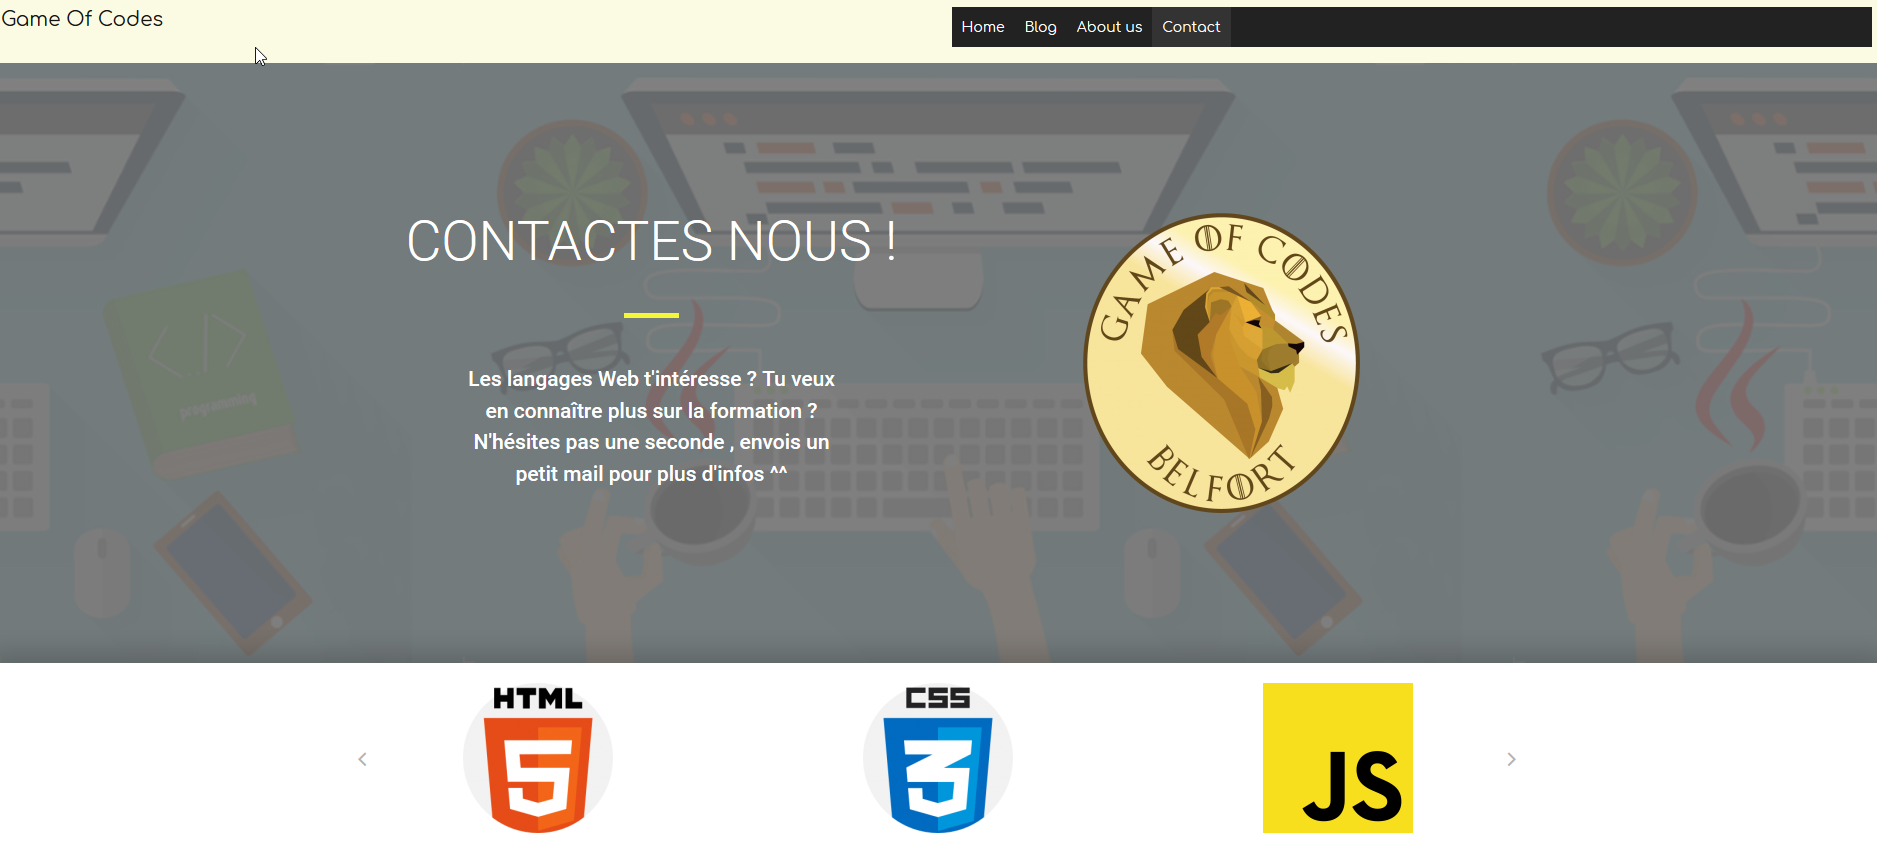 Game Of Codes
Home Blog About us Contact
CONTACTES NOUS !
Les langages Web t'intéresse ? Tu veux
en connaître plus sur la formation ?
N'hésites pas une seconde , envois un
petit mail pour plus d'infos ^^
GAME OF CODES
BELFORT
</>
programming
HTML
5
CSS
3
JS